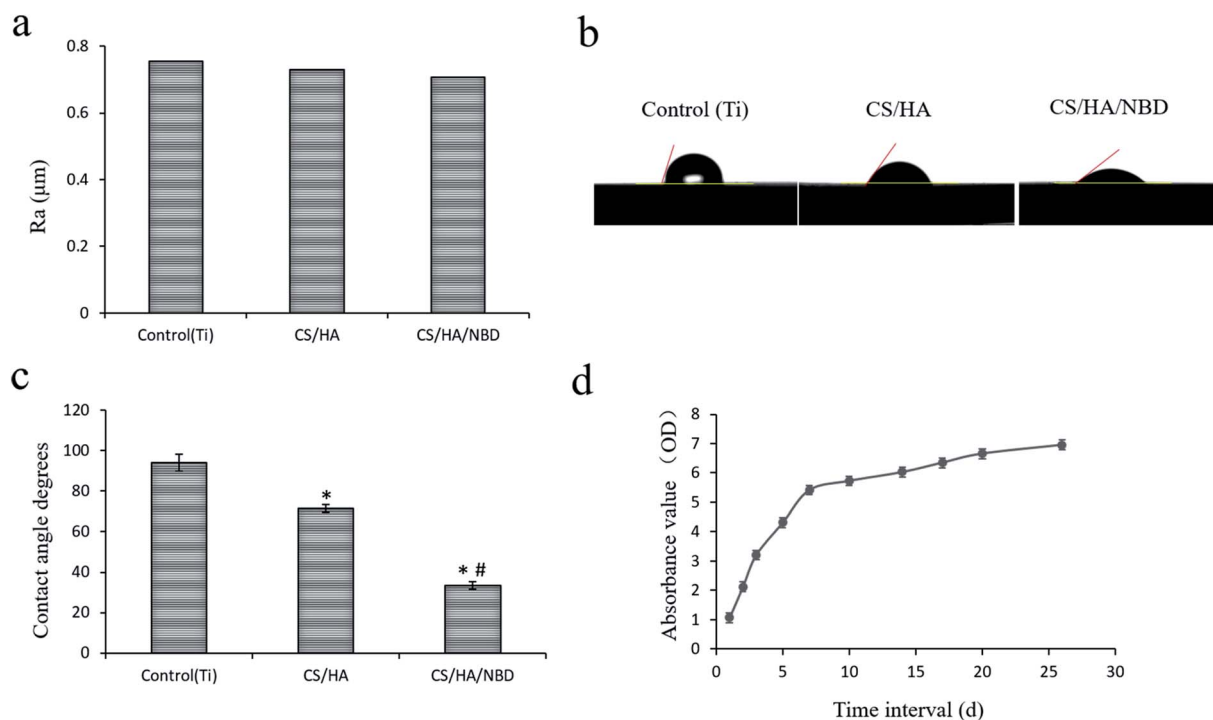 a
Ra (μm)
0.8
0.6
0.4
0.2
0
Control(Ti)
CS/HA
CS/HA/NBD
b
Control (Ti)
CS/HA
CS/HA/NBD
c
Contact angle degrees
120
100
80
60
40
20
0
*
* #
Control(Ti)
CS/HA
CS/HA/NBD
d
Absorbance value （OD）
8
7
6
5
4
3
2
1
0
0
5
10
15
20
25
30
Time interval (d)